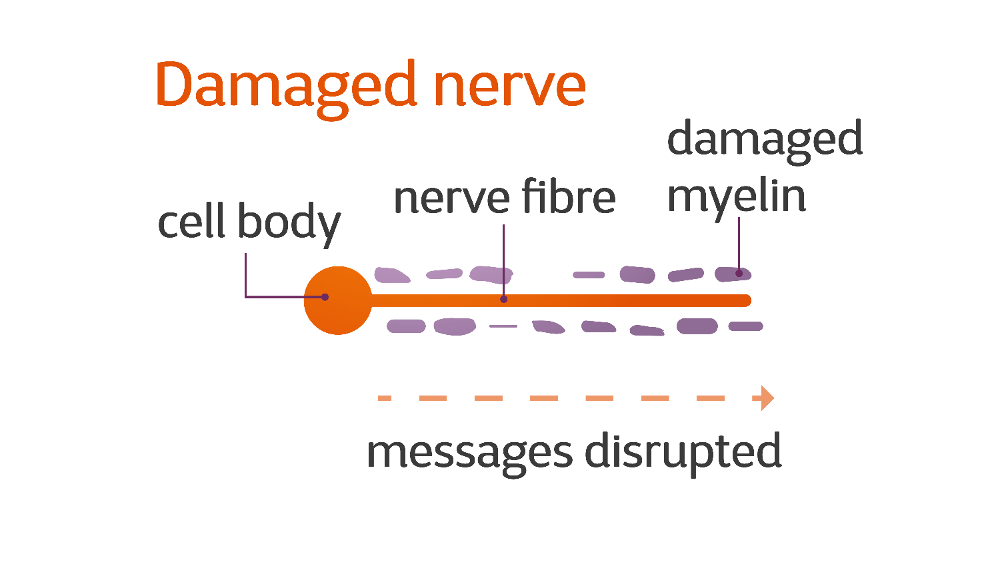 Damaged nerve
damaged
myelin
nerve fibre
cell body
messages disrupted